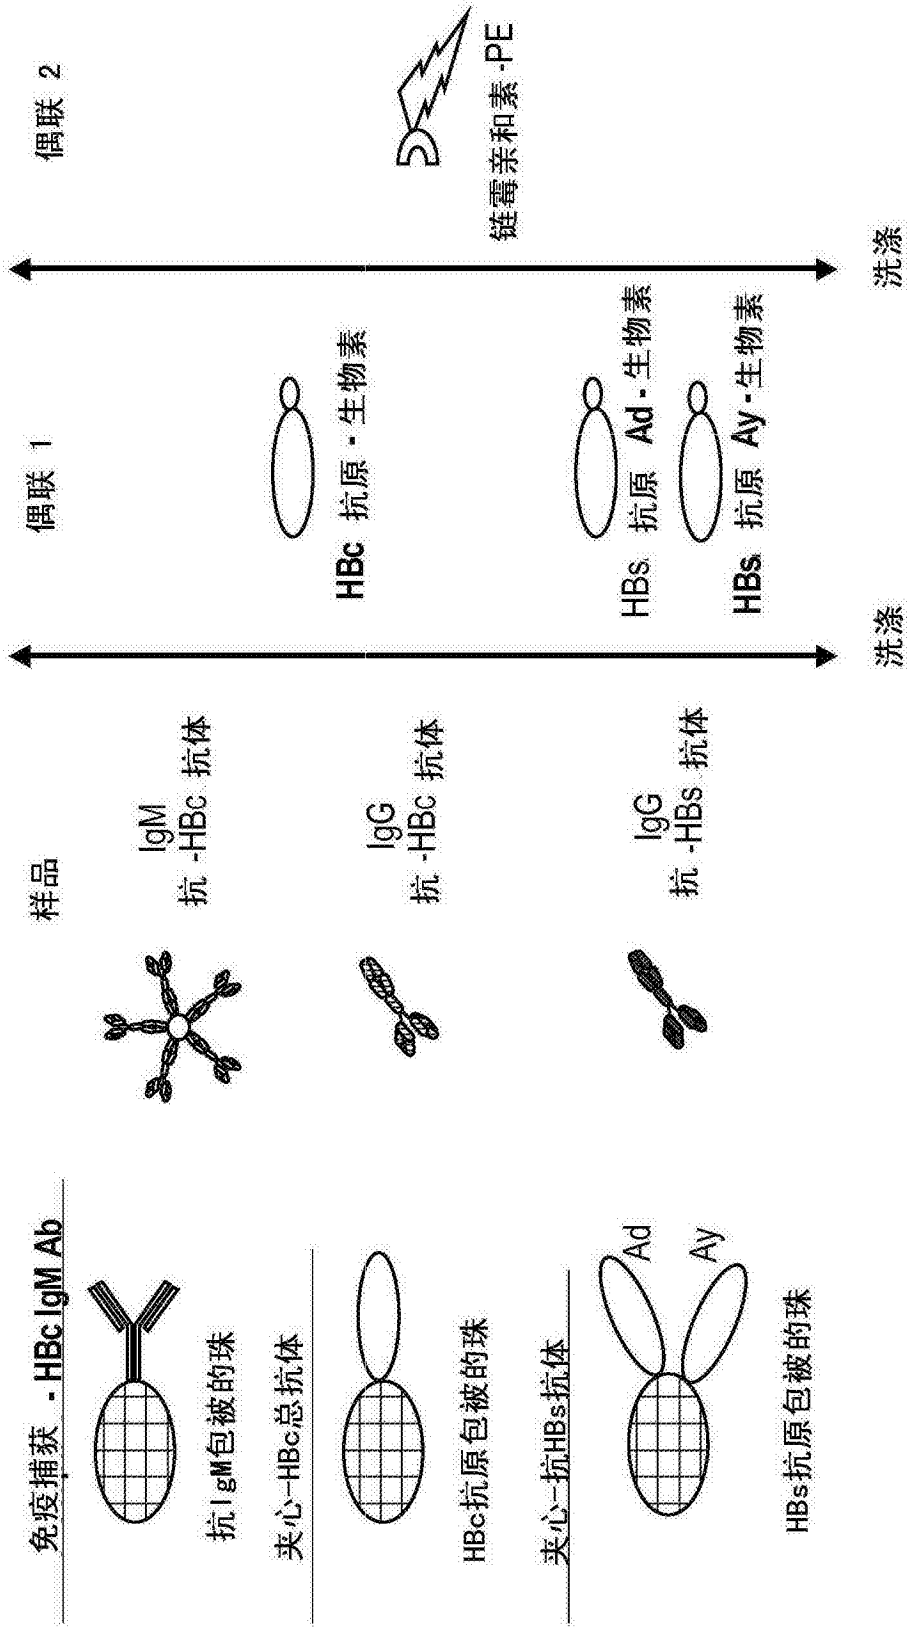 免疫捕获 - HBc IgM Ab
抗IgM包被的珠
夹心-HBc总抗体
HBc抗原包被的珠
夹心-抗HBs抗体
Ad
Ay
HBs抗原包被的珠
样品
IgM
抗 -HBc 抗体
IgG
抗 -HBc 抗体
IgG
抗 -HBs 抗体
洗涤
偶联 1
HBc 抗原 - 生物素
HBs 抗原 Ad - 生物素
HBs 抗原 Ay - 生物素
洗涤
偶联 2
链霉亲和素 -PE